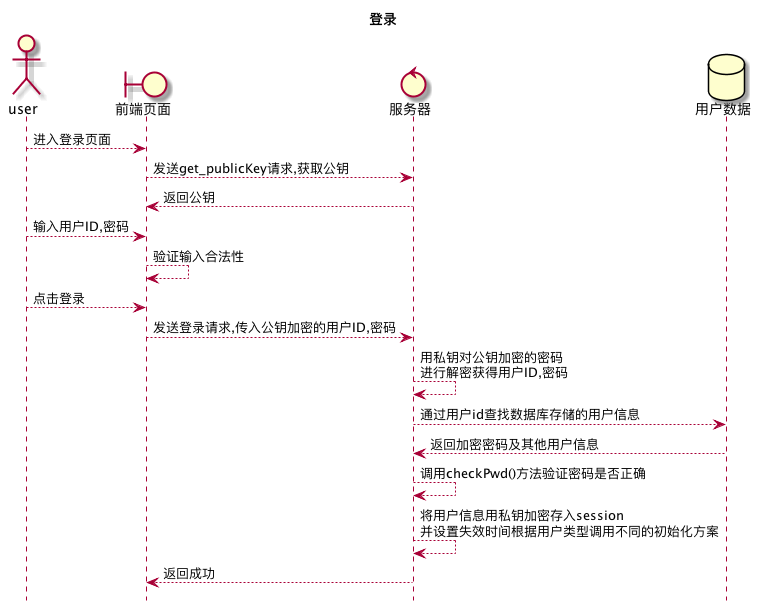 登录
user
前端页面
服务器
用户数据
进入登录页面
发送get_publicKey请求,获取公钥
返回公钥
输入用户ID,密码
验证输入合法性
点击登录
发送登录请求,传入公钥加密的用户ID,密码
用私钥对公钥加密的密码
进行解密获得用户ID,密码
通过用户id查找数据库存储的用户信息
返回加密密码及其他用户信息
调用checkPwd()方法验证密码是否正确
将用户信息用私钥加密存入session
并设置失效时间根据用户类型调用不同的初始化方案
返回成功